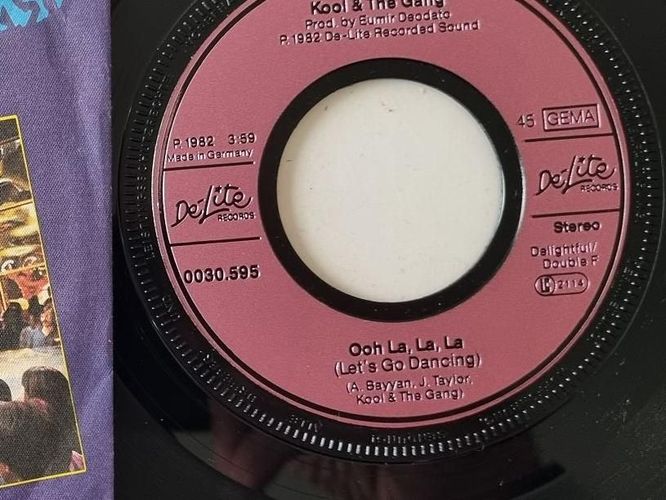 Kool & The Gang
Prod. by Eumir Deodato
P. 1982 De-Lite Recorded Sound
P. 1982 3:59
Made in Germany
De-Lite
RECORDS
0030.595
45 GEMA
De-Lite
RECORDS
Stereo
Delightful/
Double F
LC 2114
Ooh La, La, La
(Let's Go Dancing)
(A. Bayyan, J. Taylor,
Kool & The Gang)